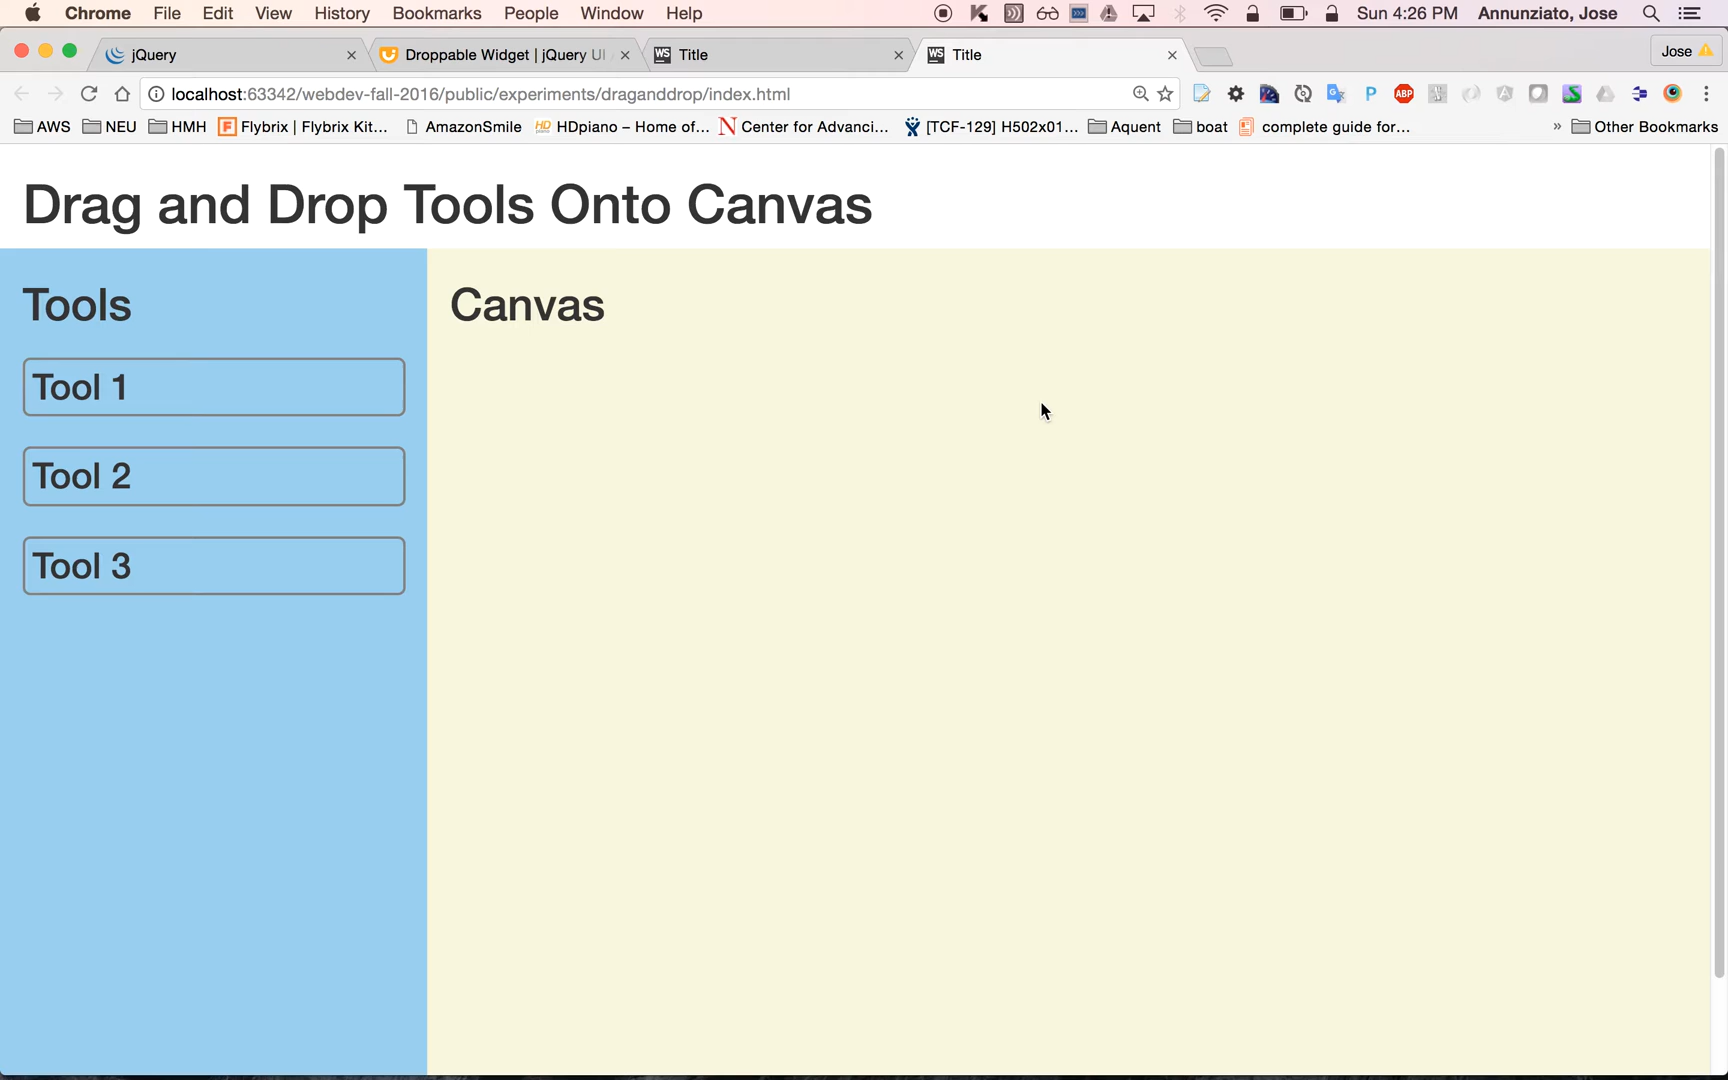 Chrome File Edit View History Bookmarks People Window Help Sun 4:26 PM Annunziato, Jose
jQuery Droppable Widget | jQuery UI Title Title Jose
localhost:63342/webdev-fall-2016/public/experiments/draganddrop/index.html
AWS NEU HMH Flybrix | Flybrix Kit... AmazonSmile HDpiano – Home of... Center for Advanci... [TCF-129] H502x01... Aquent boat complete guide for... » Other Bookmarks
Drag and Drop Tools Onto Canvas
Tools
Canvas
Tool 1
Tool 2
Tool 3